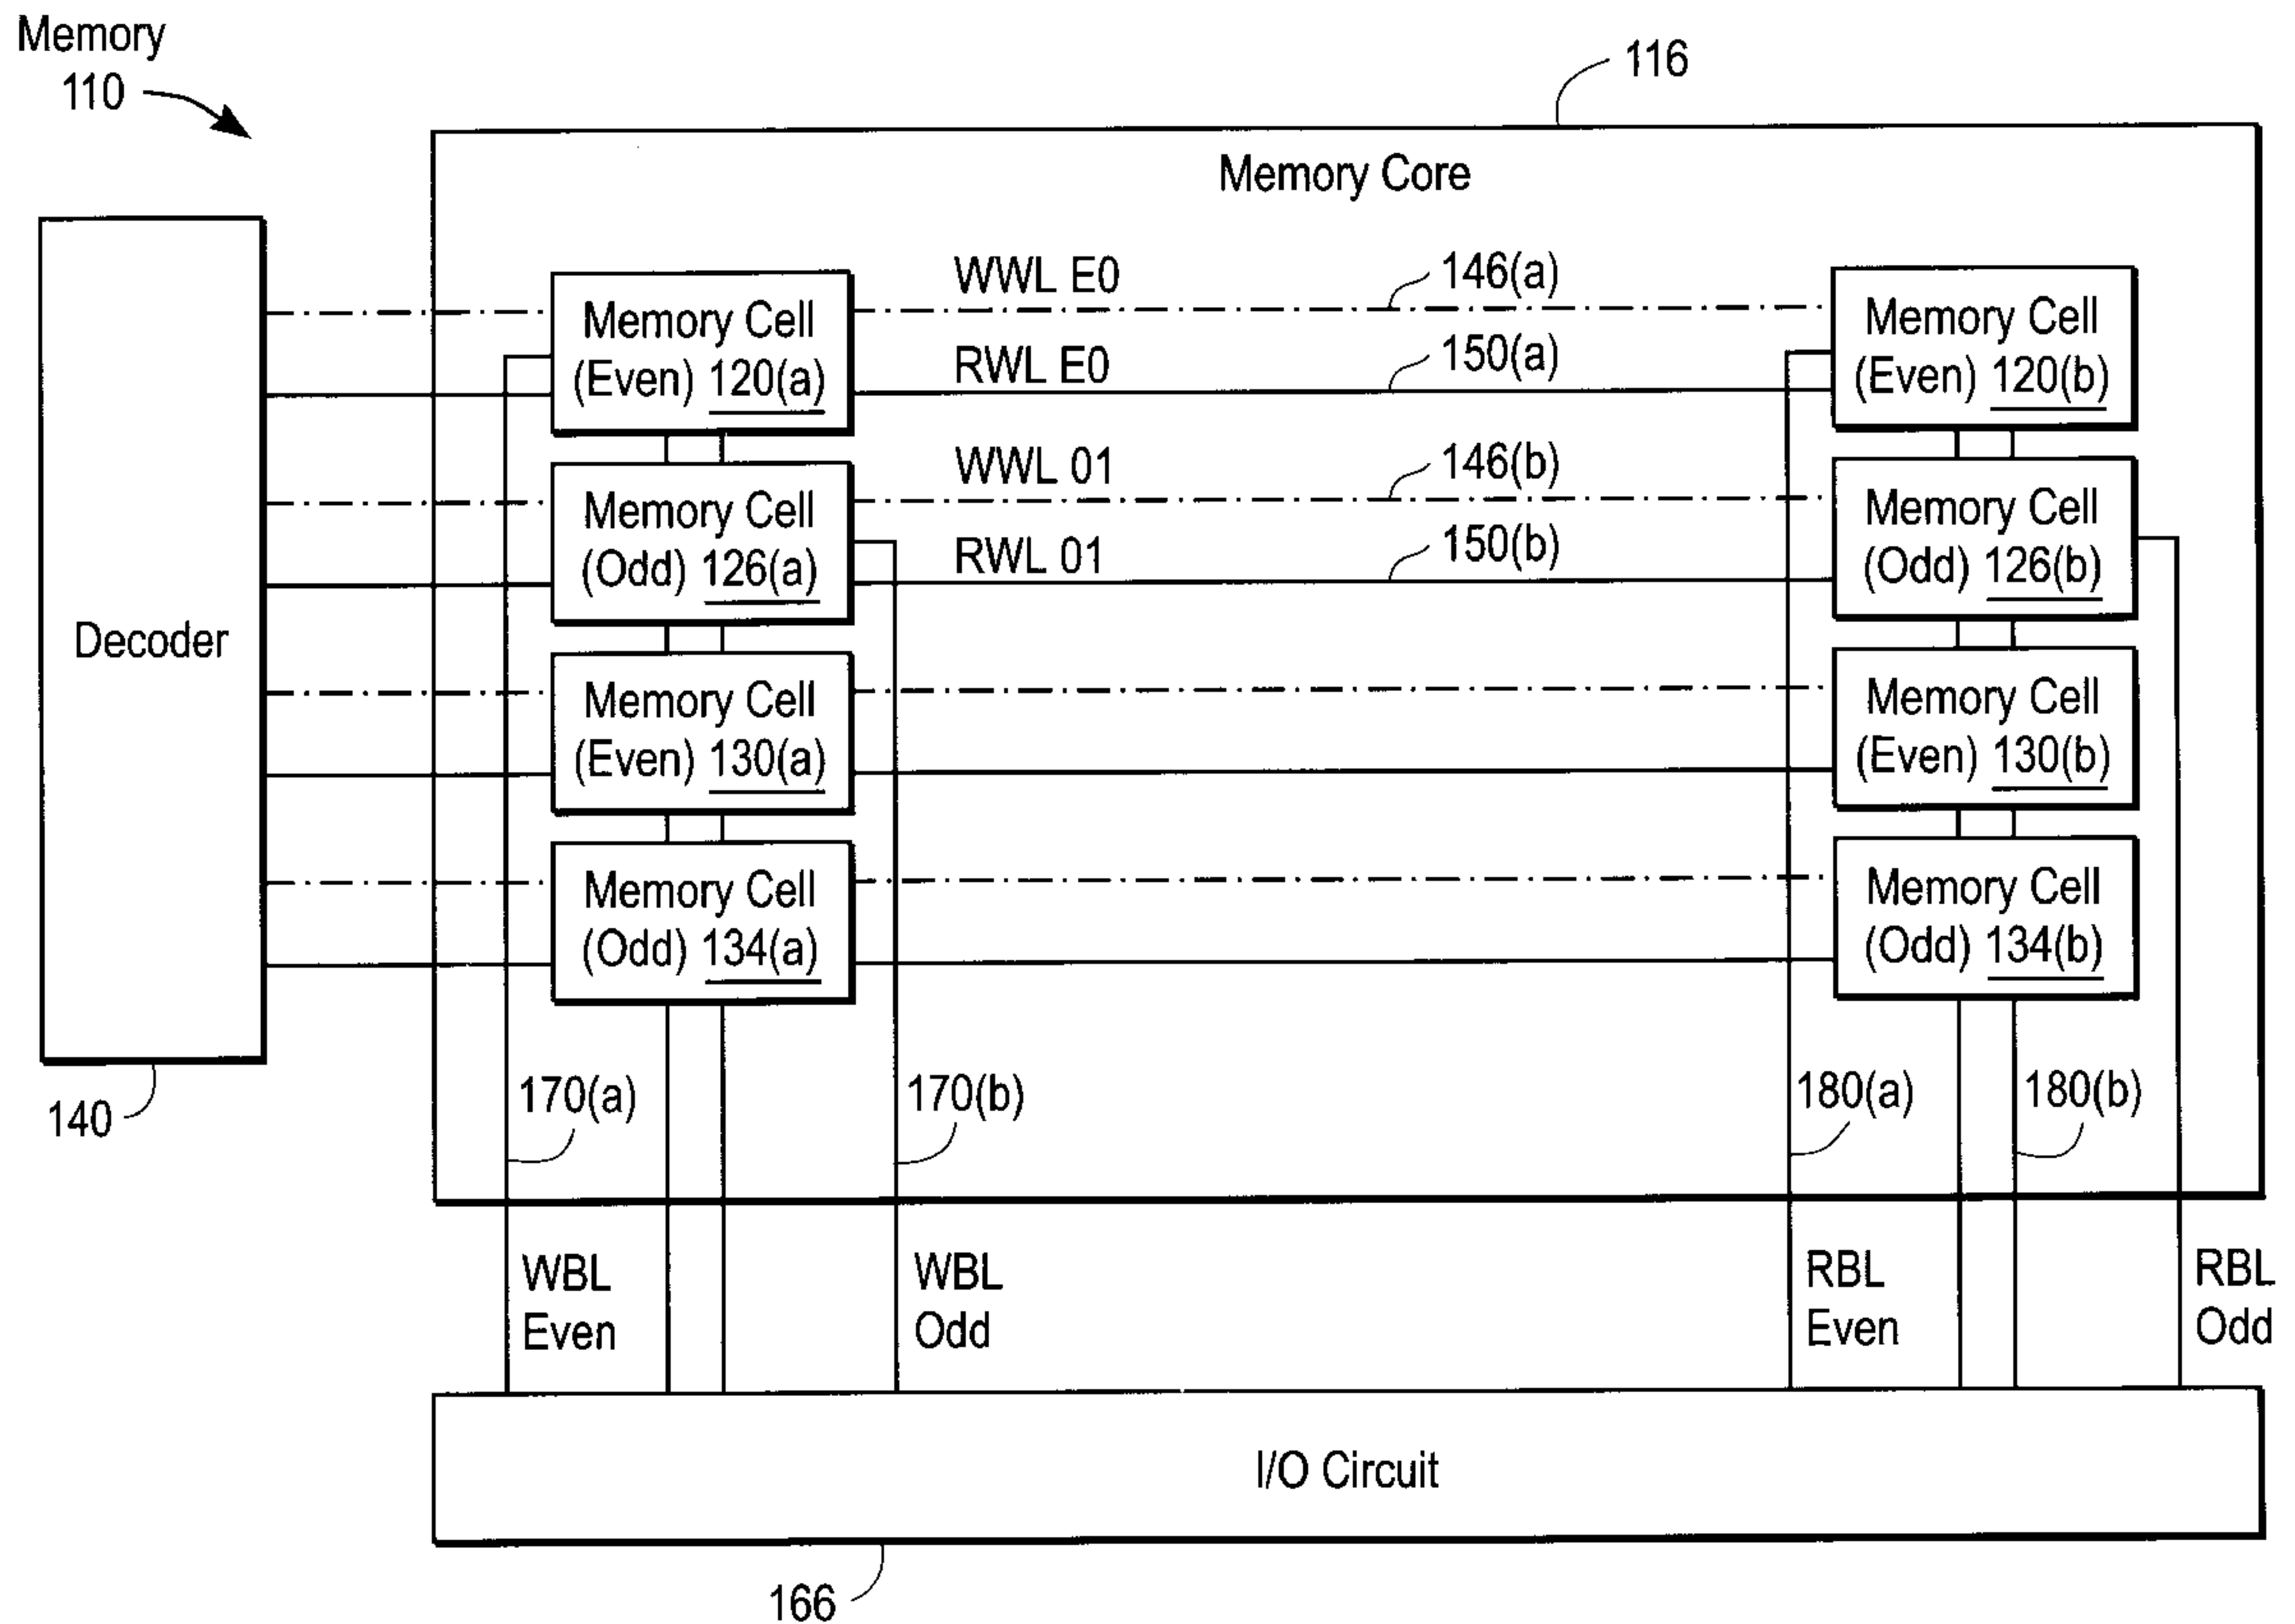 Memory
110
116
Memory Core
Decoder
140
Memory Cell
(Even) 120(a)
WWL E0
146(a)
RWL E0
150(a)
Memory Cell
(Even) 120(b)
Memory Cell
(Odd) 126(a)
WWL 01
146(b)
RWL 01
150(b)
Memory Cell
(Odd) 126(b)
Memory Cell
(Even) 130(a)
Memory Cell
(Even) 130(b)
Memory Cell
(Odd) 134(a)
Memory Cell
(Odd) 134(b)
170(a)
170(b)
180(a)
180(b)
WBL
Even
WBL
Odd
RBL
Even
RBL
Odd
I/O Circuit
166